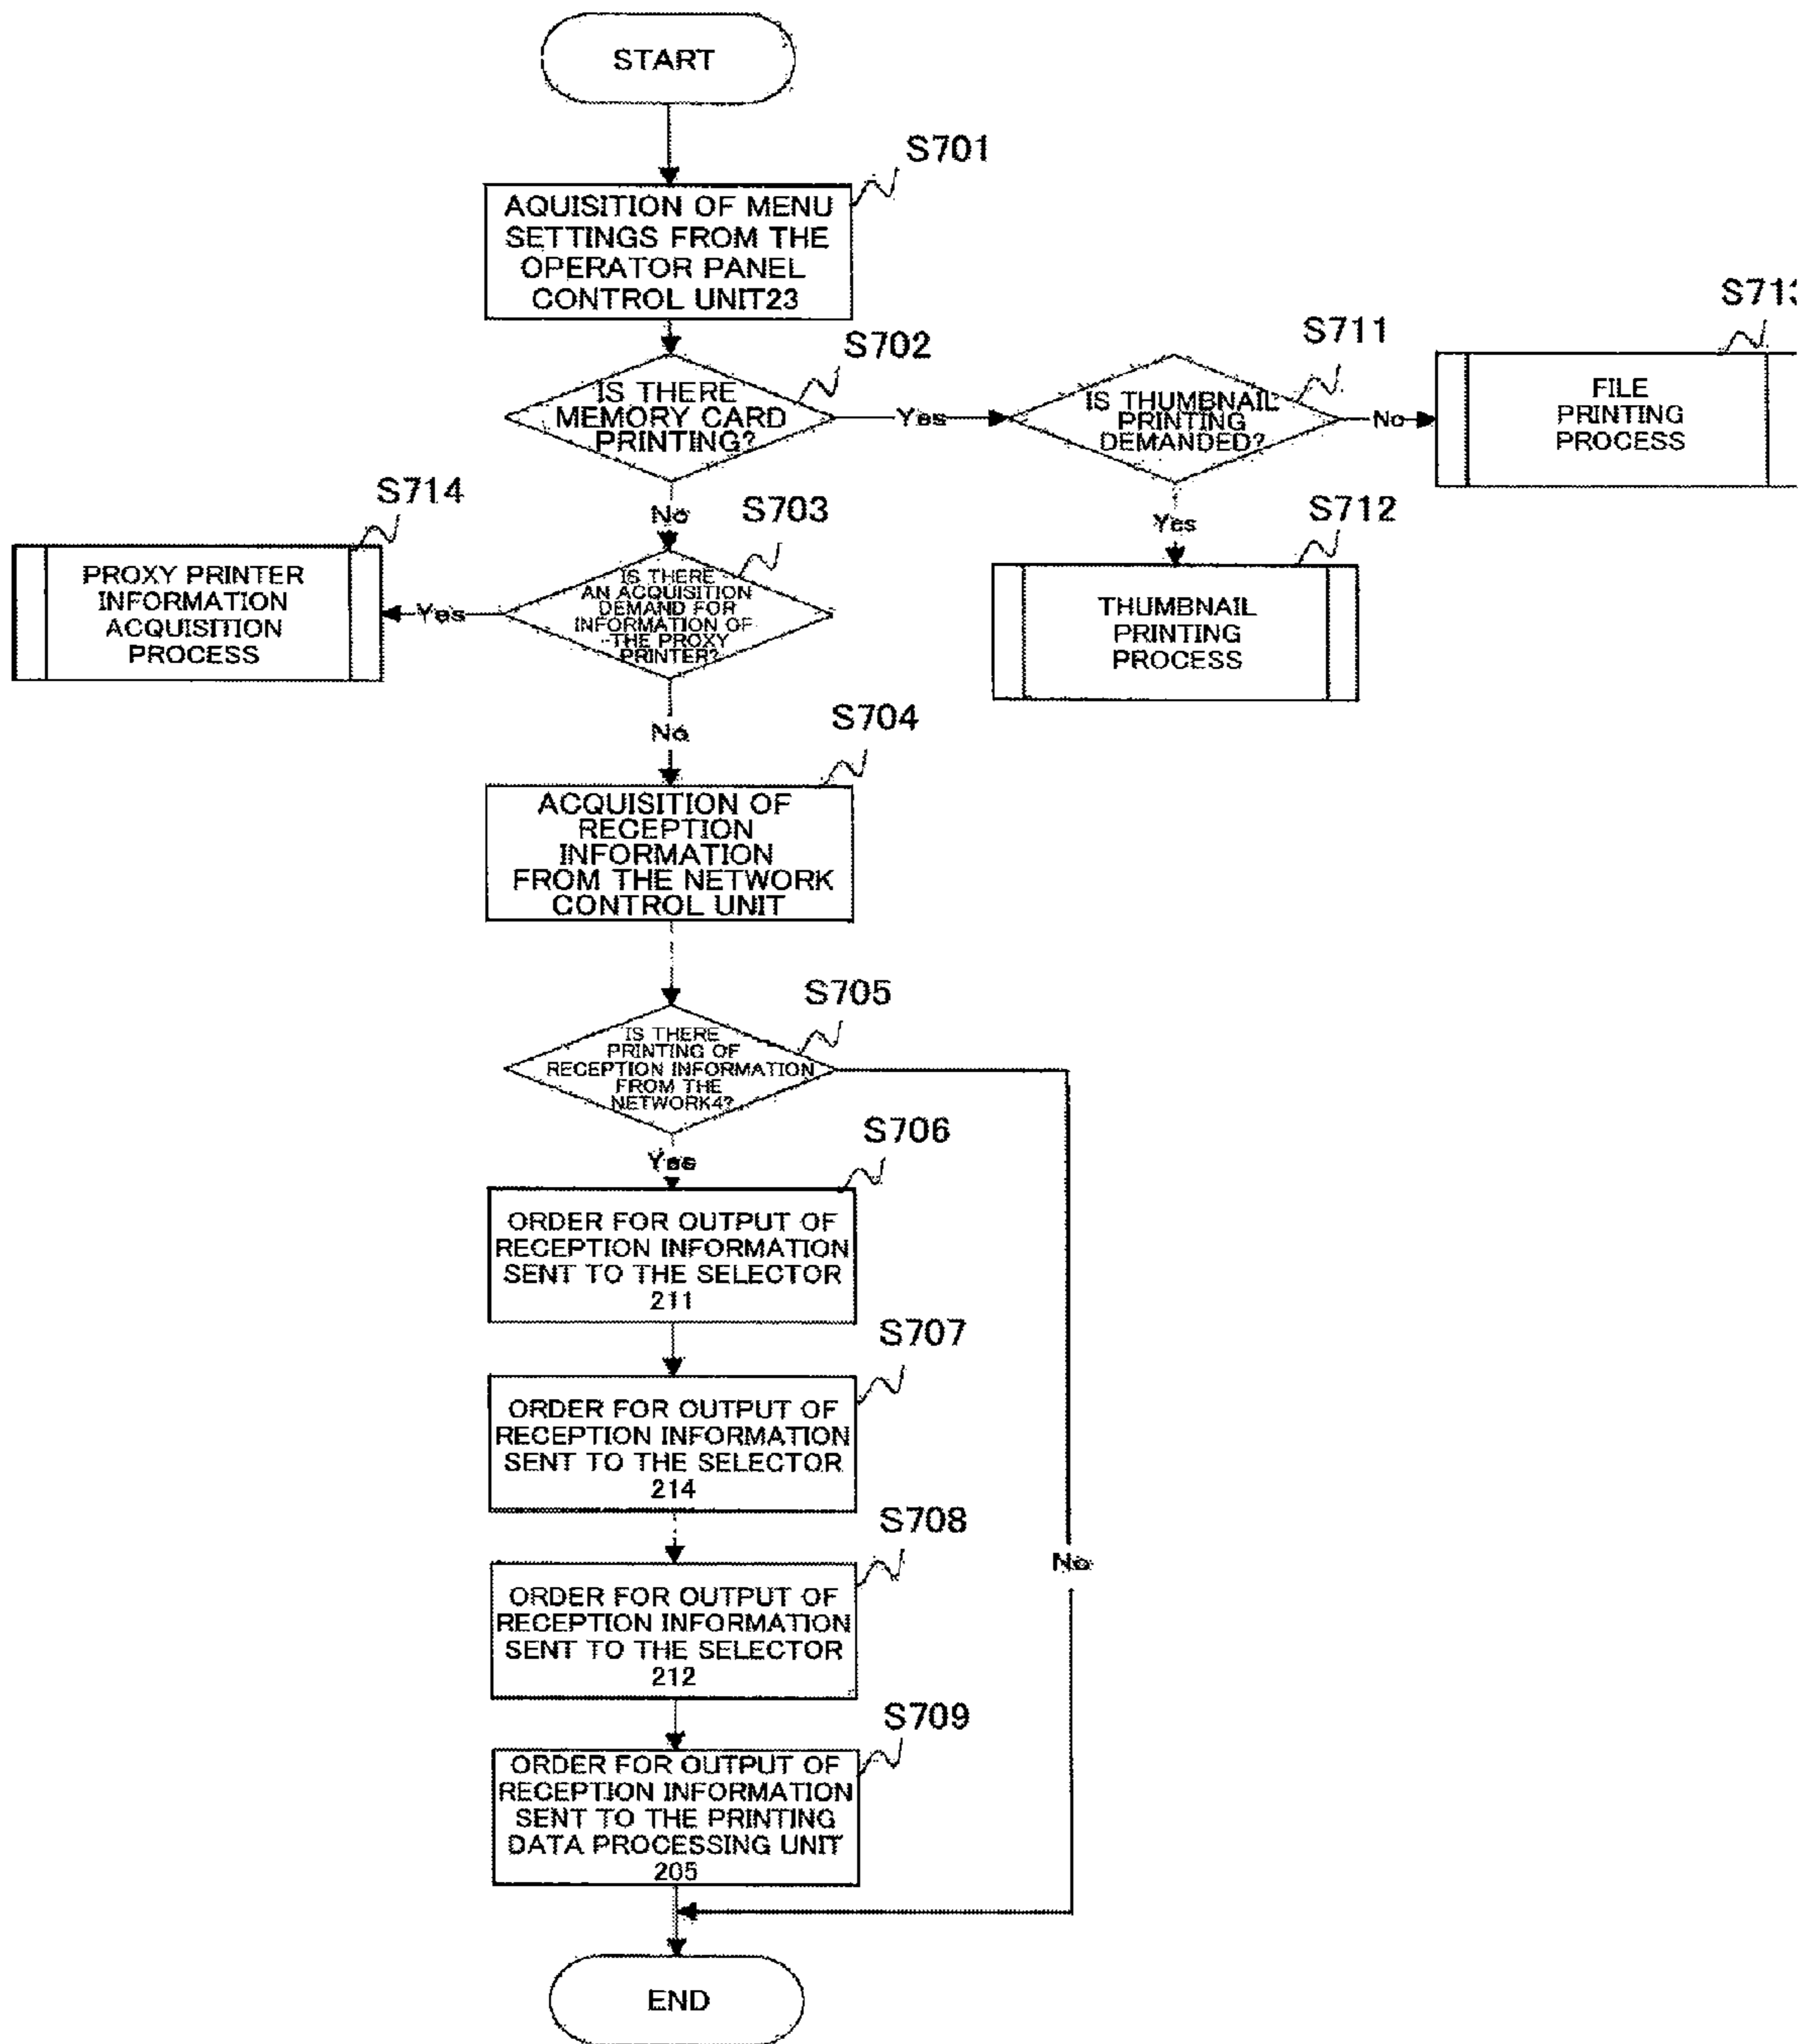 START
S701
AQUISITION OF MENU
SETTINGS FROM THE
OPERATOR PANEL
CONTROL UNIT23
S702
IS THERE
MEMORY CARD
PRINTING?
Yes
S711
IS THUMBNAIL
PRINTING
DEMANDED?
No
S713
FILE
PRINTING
PROCESS
Yes
S712
THUMBNAIL
PRINTING
PROCESS
No
S703
IS THERE
AN ACQUISITION
DEMAND FOR
INFORMATION OF
THE PROXY
PRINTER?
Yes
S714
PROXY PRINTER
INFORMATION
ACQUISITION
PROCESS
No
S704
ACQUISITION OF
RECEPTION
INFORMATION
FROM THE NETWORK
CONTROL UNIT
S705
IS THERE
PRINTING OF
RECEPTION INFORMATION
FROM THE
NETWORK4?
Yes
S706
ORDER FOR OUTPUT OF
RECEPTION INFORMATION
SENT TO THE SELECTOR
211
S707
ORDER FOR OUTPUT OF
RECEPTION INFORMATION
SENT TO THE SELECTOR
214
S708
ORDER FOR OUTPUT OF
RECEPTION INFORMATION
SENT TO THE SELECTOR
212
No
S709
ORDER FOR OUTPUT OF
RECEPTION INFORMATION
SENT TO THE PRINTING
DATA PROCESSING UNIT
205
END